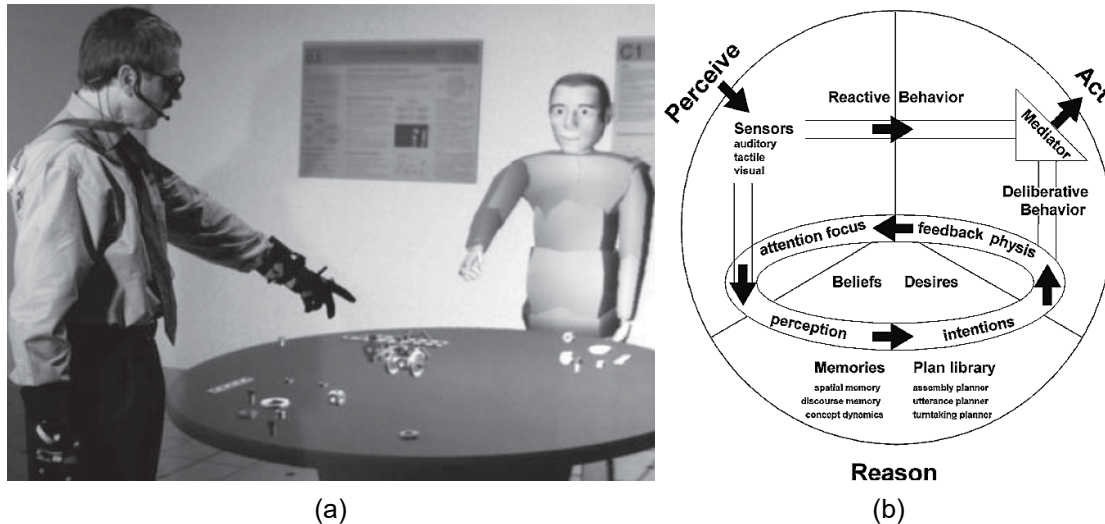 C1
Perceive
Act
Reactive Behavior
Sensors
auditory
tactile
visual
Mediator
Deliberative
Behavior
attention focus
feedback physis
Beliefs Desires
perception
intentions
Memories
spatial memory
discourse memory
concept dynamics
Plan library
assembly planner
utterance planner
turntaking planner
Reason
(a)
(b)